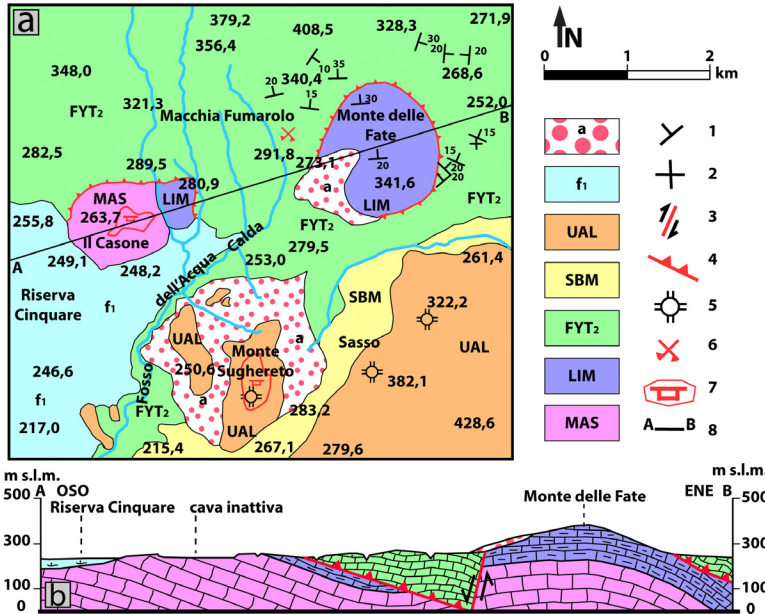 a
379,2
408,5
328,3
271,9
356,4
30
20
20
10
35
348,0
340,4
268,6
20
15
30
321,3
252,0
FYT2
Macchia Fumarolo
Monte delle
Fate
B
15
282,5
291,8
273,1
15
20
20
289,5
280,9
20
a
341,6
MAS
LIM
LIM
FYT2
263,7
FYT2
255,8
Il Casone
279,5
A
249,1
248,2
253,0
261,4
dell'Acqua Calda
Riserva
Cinquare
f1
SBM
322,2
UAL
a
Sasso
UAL
Monte
Sughereto
250,6
246,6
382,1
Fosso
f1
a
FYT2
283,2
217,0
UAL
428,6
215,4
267,1
279,6
N
0
1
2
km
a
1
f1
2
UAL
3
SBM
4
FYT2
5
LIM
6
MAS
7
A
B
8
m s.l.m.
m s.l.m.
500
A
OSO
Monte delle Fate
ENE
B
500
Riserva Cinquare
cava inattiva
300
300
100
100
0
0
b